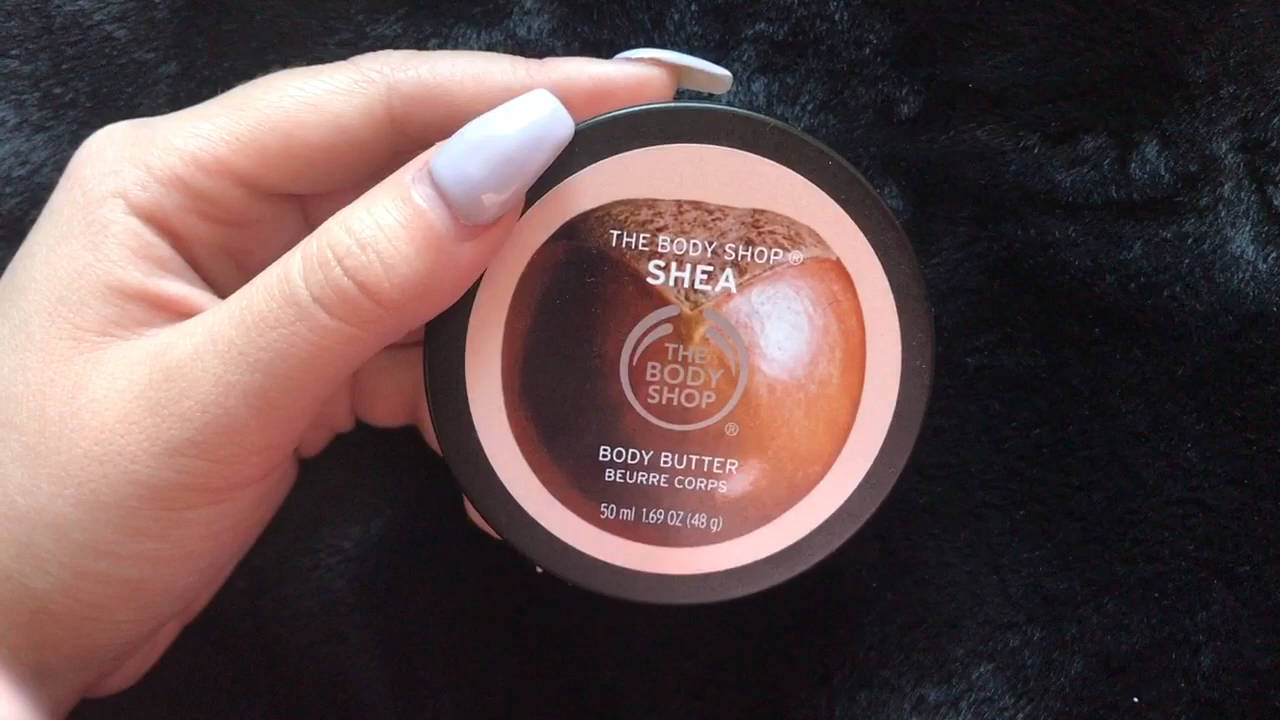 THE BODY SHOP®
SHEA
THE
BODY
SHOP
®
BODY BUTTER
BEURRE CORPS
50 ml 1.69 OZ (48 g)